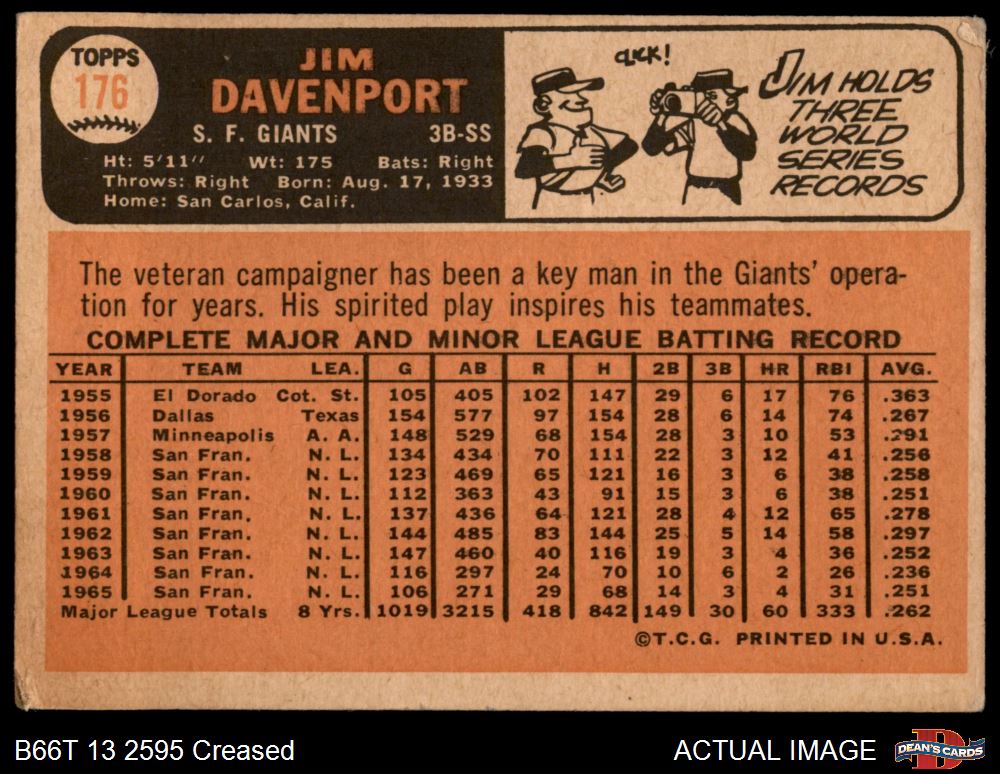 TOPPS
176
JIM
DAVENPORT
S. F. GIANTS 3B-SS
Ht: 5'11" Wt: 175 Bats: Right
Throws: Right Born: Aug. 17, 1933
Home: San Carlos, Calif.
CLICK!
JIM HOLDS
THREE
WORLD
SERIES
RECORDS
The veteran campaigner has been a key man in the Giants' opera-
tion for years. His spirited play inspires his teammates.
COMPLETE MAJOR AND MINOR LEAGUE BATTING RECORD
YEAR TEAM LEA. G AB R H 2B 3B HR RBI AVG.
1955 El Dorado Cot. St. 105 405 102 147 29 6 17 76 .363
1956 Dallas Texas 154 577 97 154 28 6 14 74 .267
1957 Minneapolis A. A. 148 529 68 154 28 3 10 53 .291
1958 San Fran. N. L. 134 434 70 111 22 3 12 41 .256
1959 San Fran. N. L. 123 469 65 121 16 3 6 38 .258
1960 San Fran. N. L. 112 363 43 91 15 3 6 38 .251
1961 San Fran. N. L. 137 436 64 121 28 4 12 65 .278
1962 San Fran. N. L. 144 485 83 144 25 5 14 58 .297
1963 San Fran. N. L. 147 460 40 116 19 3 4 36 .252
1964 San Fran. N. L. 116 297 24 70 10 6 2 26 .236
1965 San Fran. N. L. 106 271 29 68 14 3 4 31 .251
Major League Totals 8 Yrs. 1019 3215 418 842 149 30 60 333 .262
©T.C.G. PRINTED IN U.S.A.
B66T 13 2595 Creased
ACTUAL IMAGE
DEAN'S CARDS